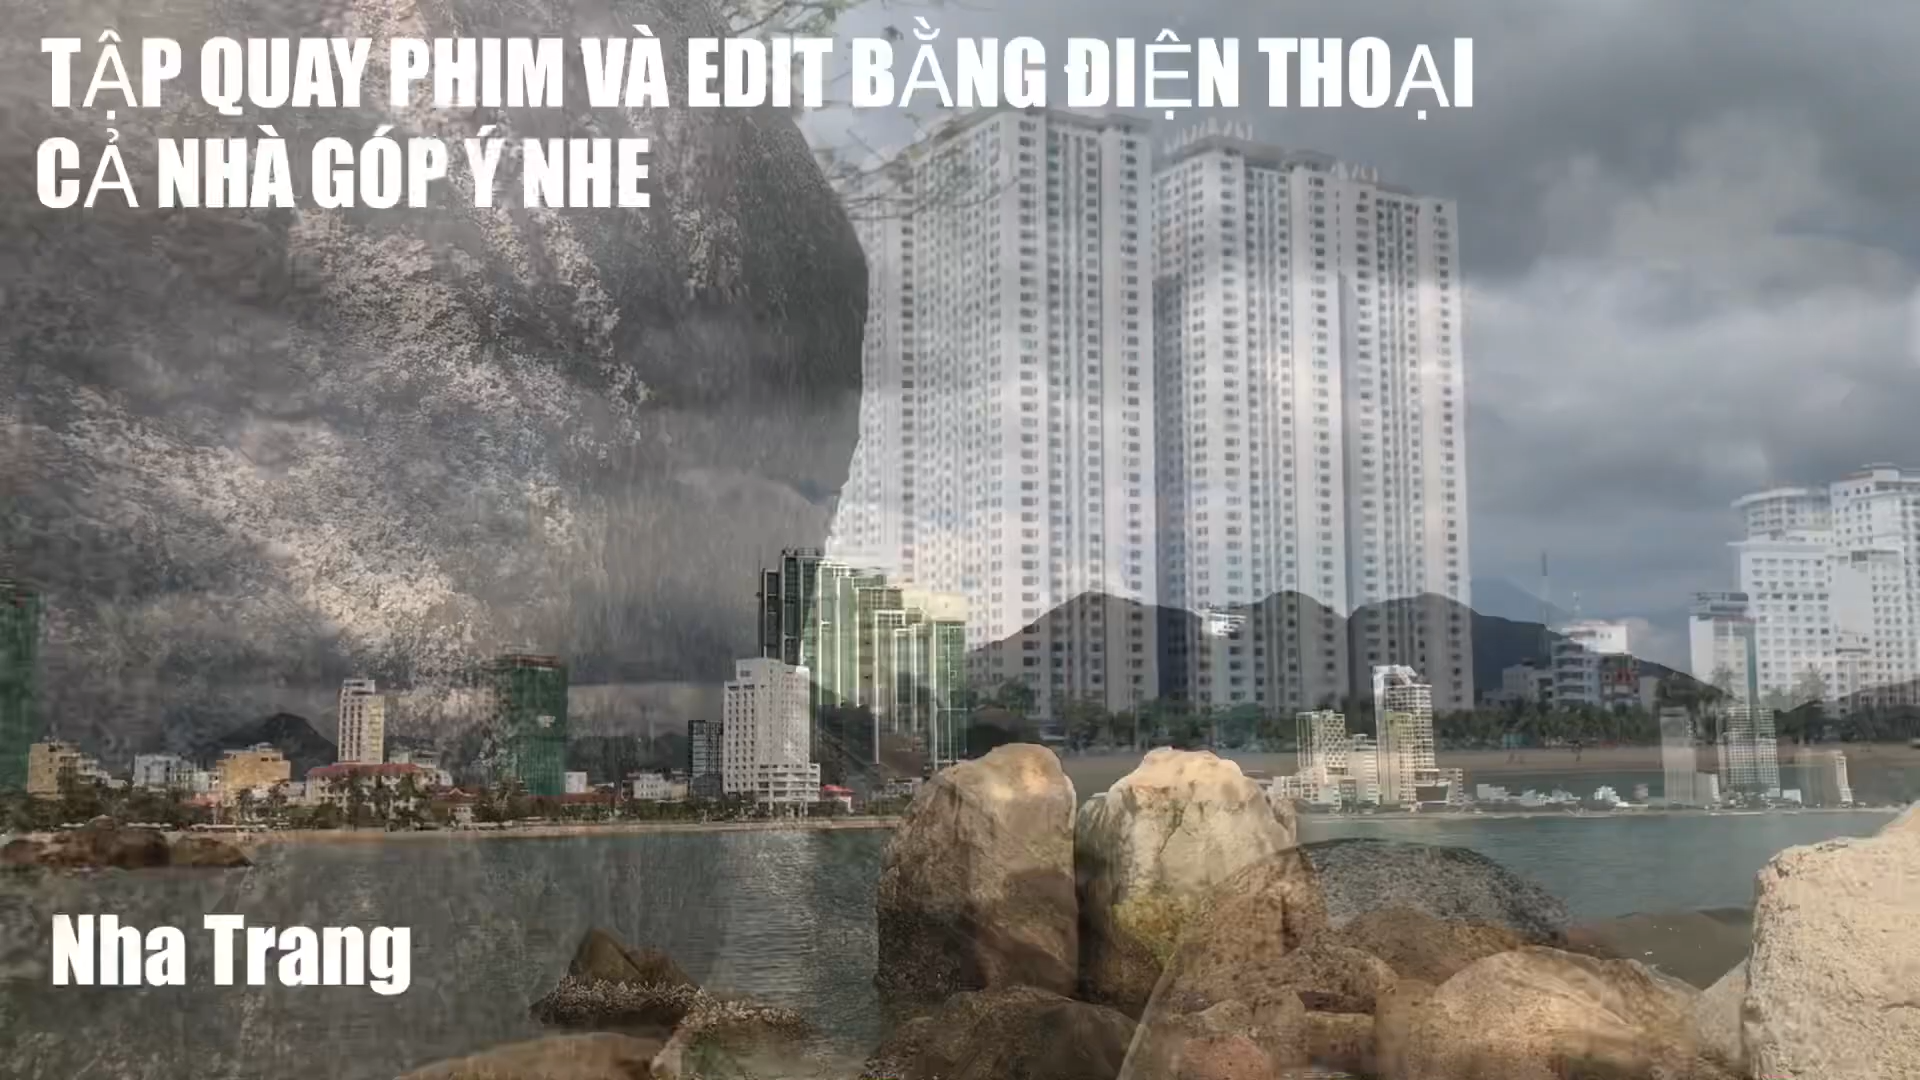 TẬP QUAY PHIM VÀ EDIT BẰNG ĐIỆN THOẠI
CẢ NHÀ GÓP Ý NHE
Nha Trang